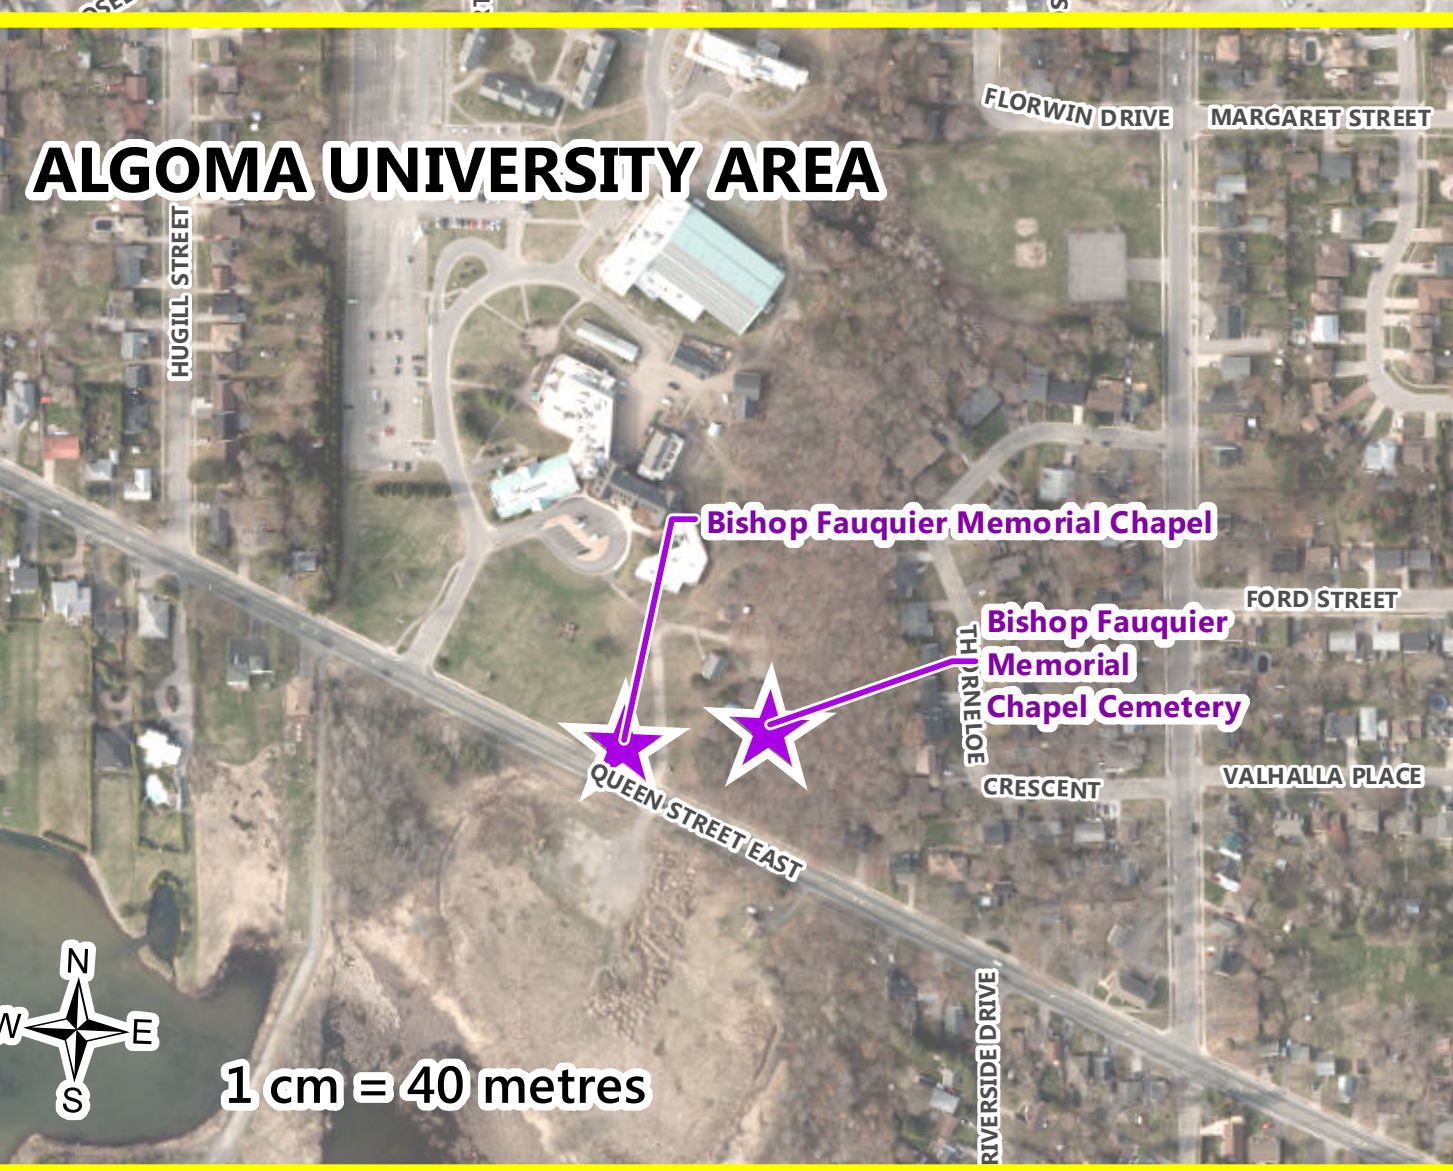 FLORWIN DRIVE
MARGARET STREET
ALGOMA UNIVERSITY AREA
HUGILL STREET
Bishop Fauquier Memorial Chapel
FORD STREET
Bishop Fauquier
Memorial
Chapel Cemetery
THORNELOE
CRESCENT
VALHALLA PLACE
QUEEN STREET EAST
RIVERSIDE DRIVE
N
W
E
S
1 cm = 40 metres